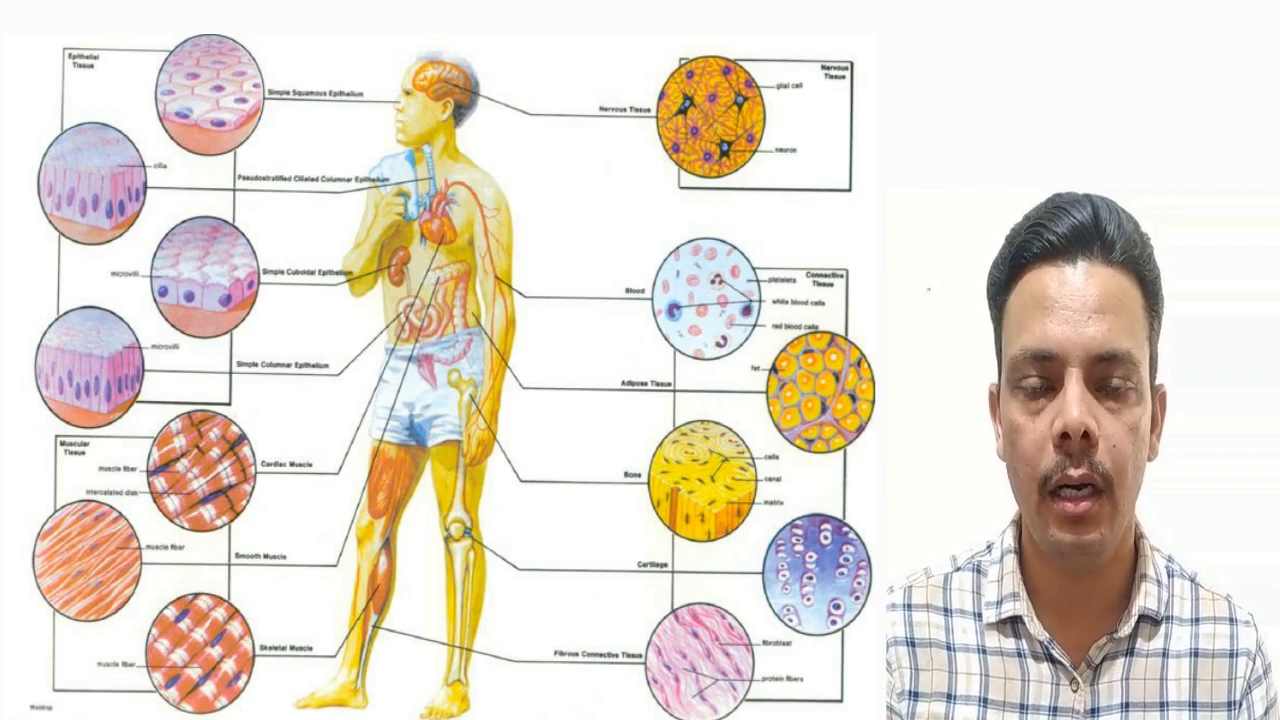 Epithelial
Tissue
Simple Squamous Epithelium
cilia
Pseudostratified Ciliated Columnar Epithelium
microvilli
Simple Cuboidal Epithelium
microvilli
Simple Columnar Epithelium
Muscular
Tissue
muscle fiber
Cardiac Muscle
intercalated disk
muscle fiber
Smooth Muscle
muscle fiber
Skeletal Muscle
Waldrop
Nervous
Tissue
glial cell
Nervous Tissue
neuron
Connective
Tissue
platelets
Blood
white blood cells
red blood cells
fat
Adipose Tissue
cells
Bone
canal
matrix
Cartilage
fibroblast
Fibrous Connective Tissue
protein fibers